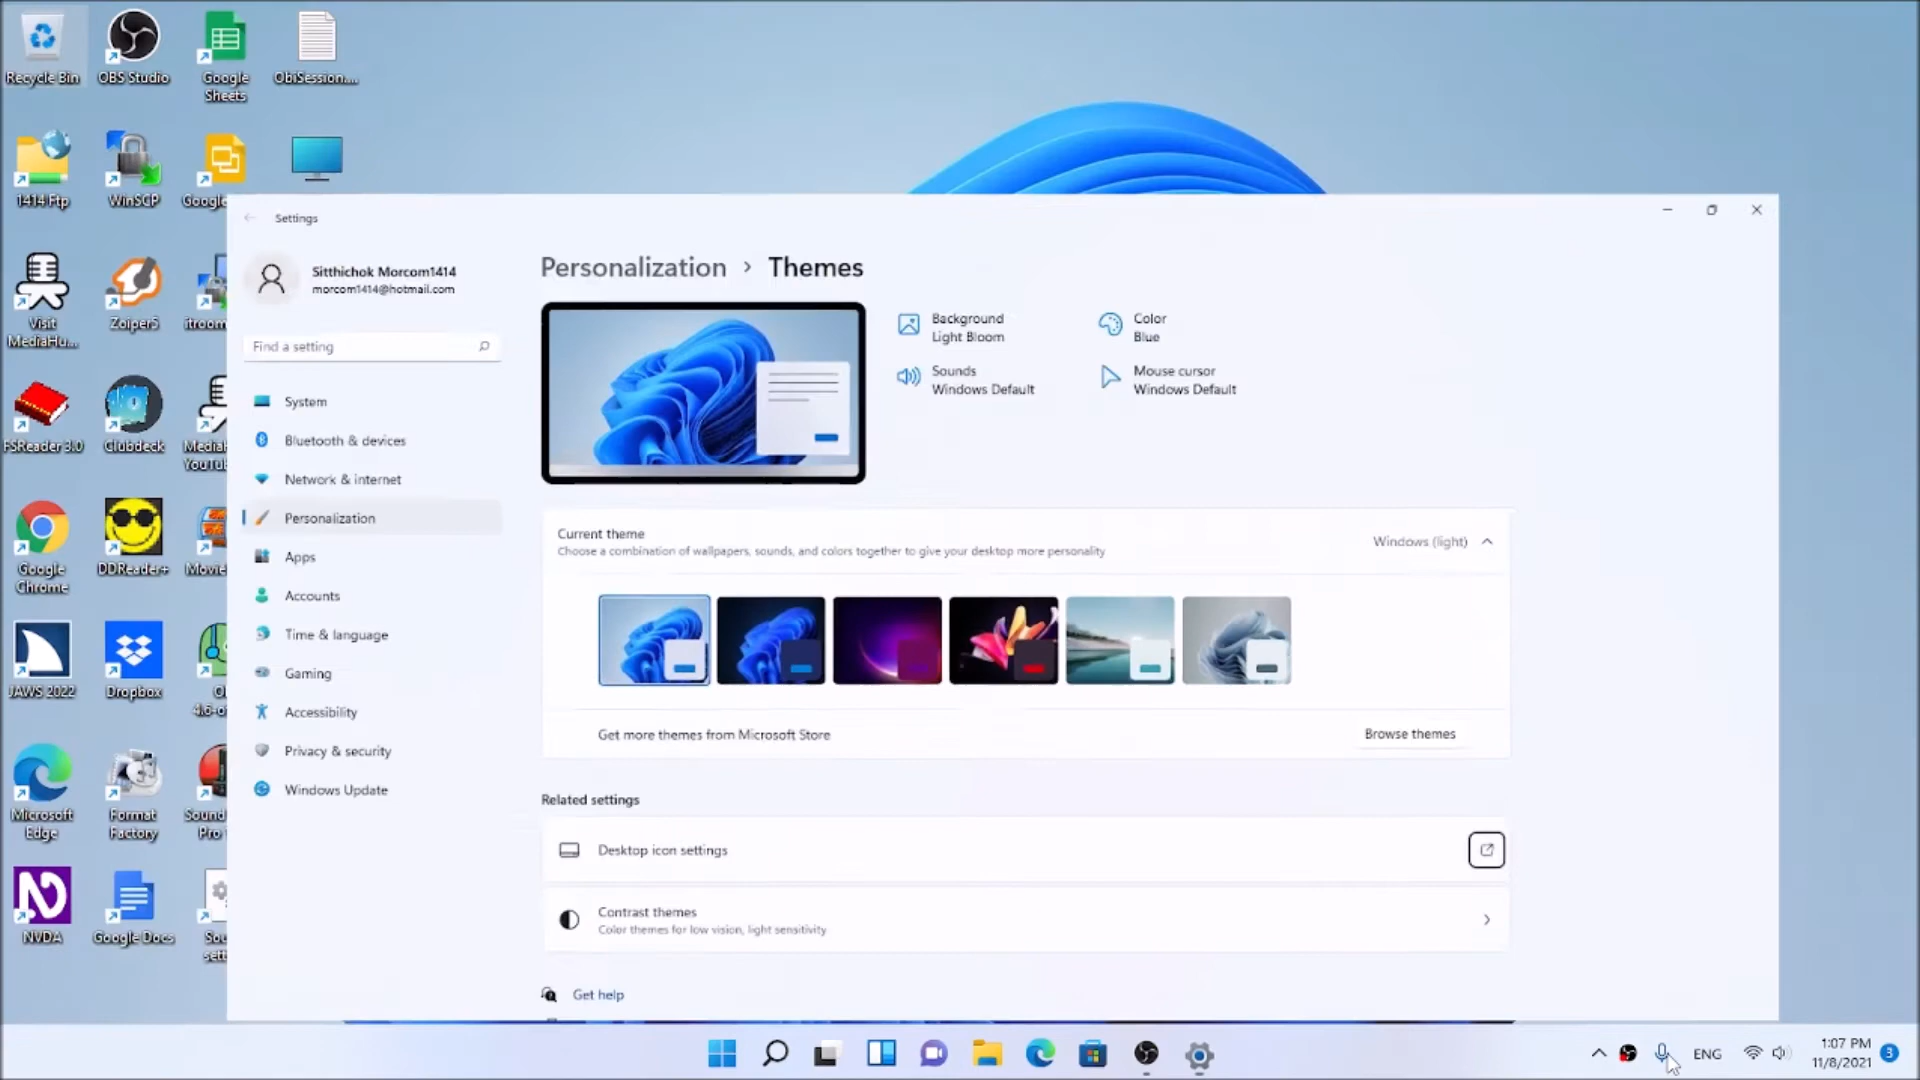 Recycle Bin
OBS Studio
Google
Sheets
ObiSession....
1414 Ftp
WinSCP
Google
Visit
MediaHu...
Zoiper5
itroom
FSReader 3.0
Clubdeck
Media
YouTu
Google
Chrome
DDReader+
Movie
JAWS 2022
Dropbox
Microsoft
Edge
Format
Factory
Sound
Pro
NVDA
Google Docs
Sou
sett
Settings
Sitthichok Morcom1414
morcom1414@hotmail.com
Find a setting
System
Bluetooth & devices
Network & internet
Personalization
Apps
Accounts
Time & language
Gaming
Accessibility
Privacy & security
Windows Update
Personalization > Themes
Background
Light Bloom
Color
Blue
Sounds
Windows Default
Mouse cursor
Windows Default
Current theme
Choose a combination of wallpapers, sounds, and colors together to give your desktop more personality
Windows (light)
Get more themes from Microsoft Store
Browse themes
Related settings
Desktop icon settings
Contrast themes
Color themes for low vision, light sensitivity
Get help
ENG
1:07 PM
11/8/2021
3